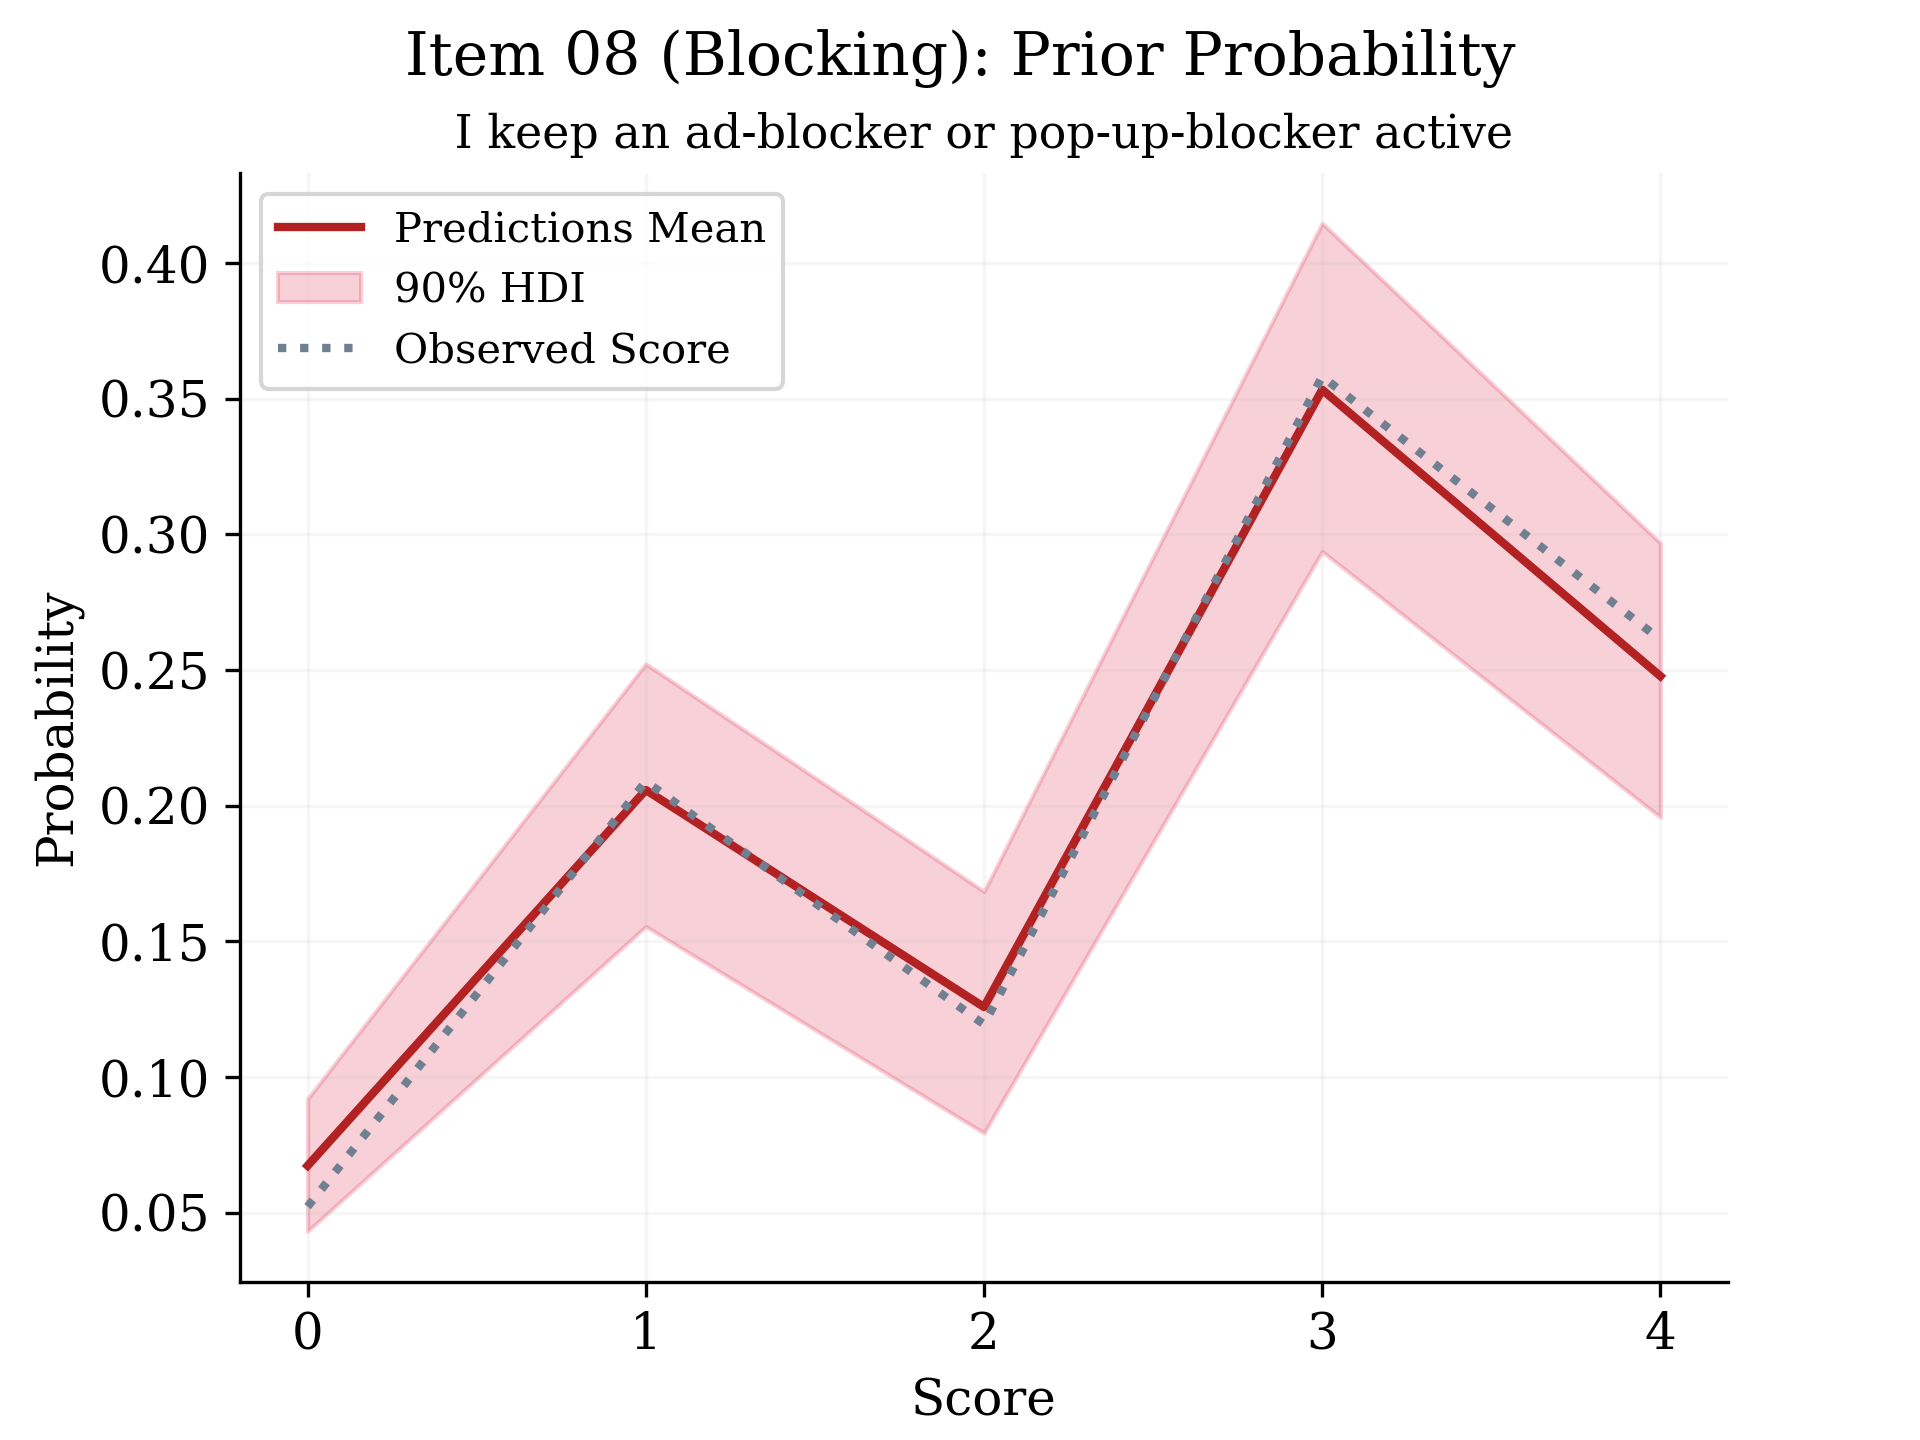 Item 08 (Blocking): Prior Probability
I keep an ad-blocker or pop-up-blocker active
Predictions Mean
90% HDI
Observed Score
0.40
0.35
0.30
0.25
0.20
0.15
0.10
0.05
Probability
0 1 2 3 4
Score